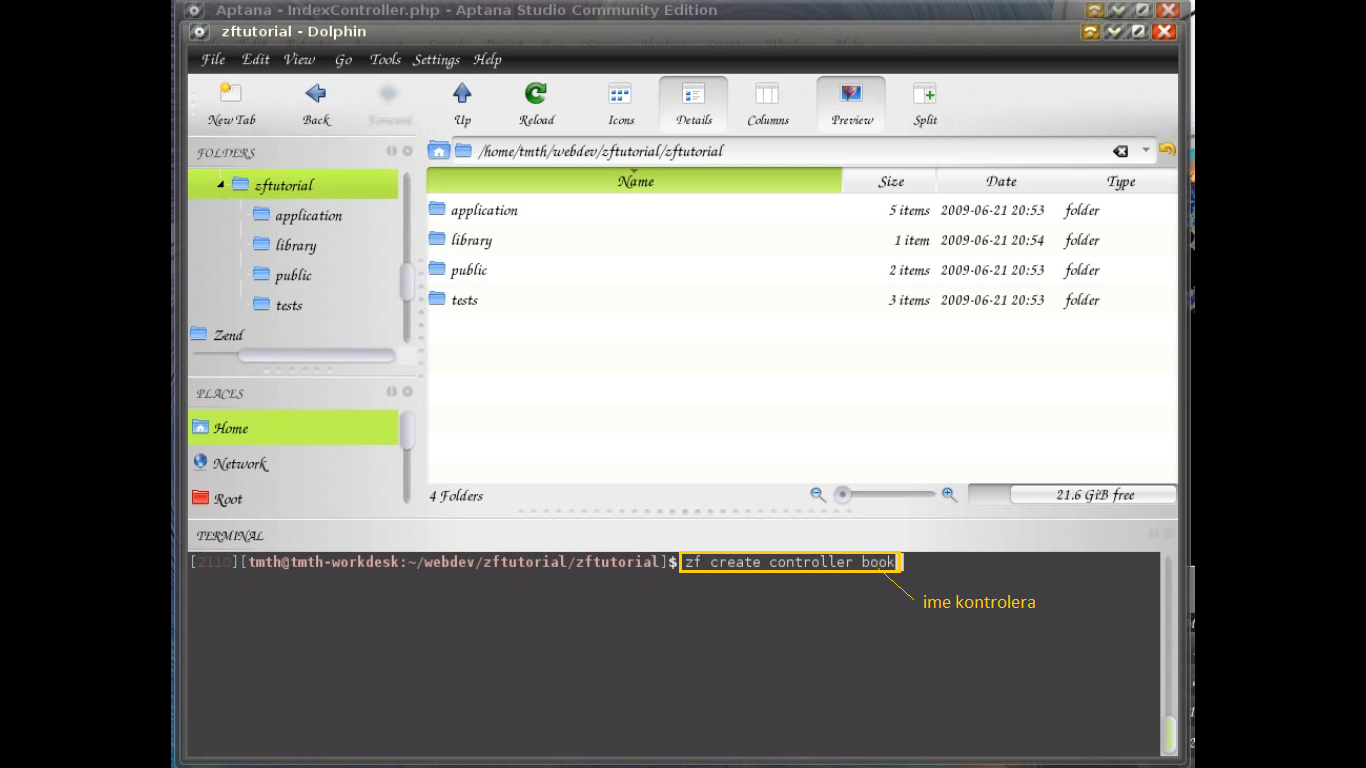 Aptana - IndexController.php - Aptana Studio Community Edition
zftutorial - Dolphin
File Edit View Go Tools Settings Help
New Tab Back Forward Up Reload Icons Details Columns Preview Split
FOLDERS
/home/tmth/webdev/zftutorial/zftutorial
zftutorial
application
library
public
tests
Zend
Name Size Date Type
application 5 items 2009-06-21 20:53 folder
library 1 item 2009-06-21 20:54 folder
public 2 items 2009-06-21 20:53 folder
tests 3 items 2009-06-21 20:53 folder
PLACES
Home
Network
Root
4 Folders
21.6 GiB free
TERMINAL
[2110][tmth@tmth-workdesk:~/webdev/zftutorial/zftutorial]$ zf create controller book
ime kontrolera